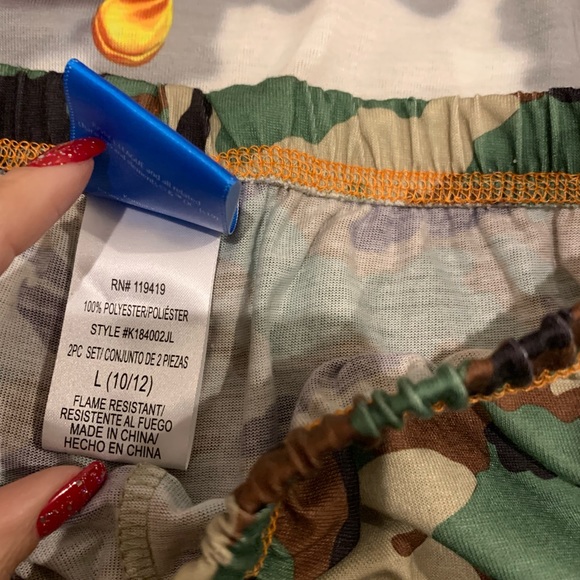 RN# 119419
100% POLYESTER/POLIÉSTER
STYLE #K184002JL
2PC SET/CONJUNTO DE 2 PIEZAS
L (10/12)
FLAME RESISTANT/
RESISTENTE AL FUEGO
MADE IN CHINA/
HECHO EN CHINA